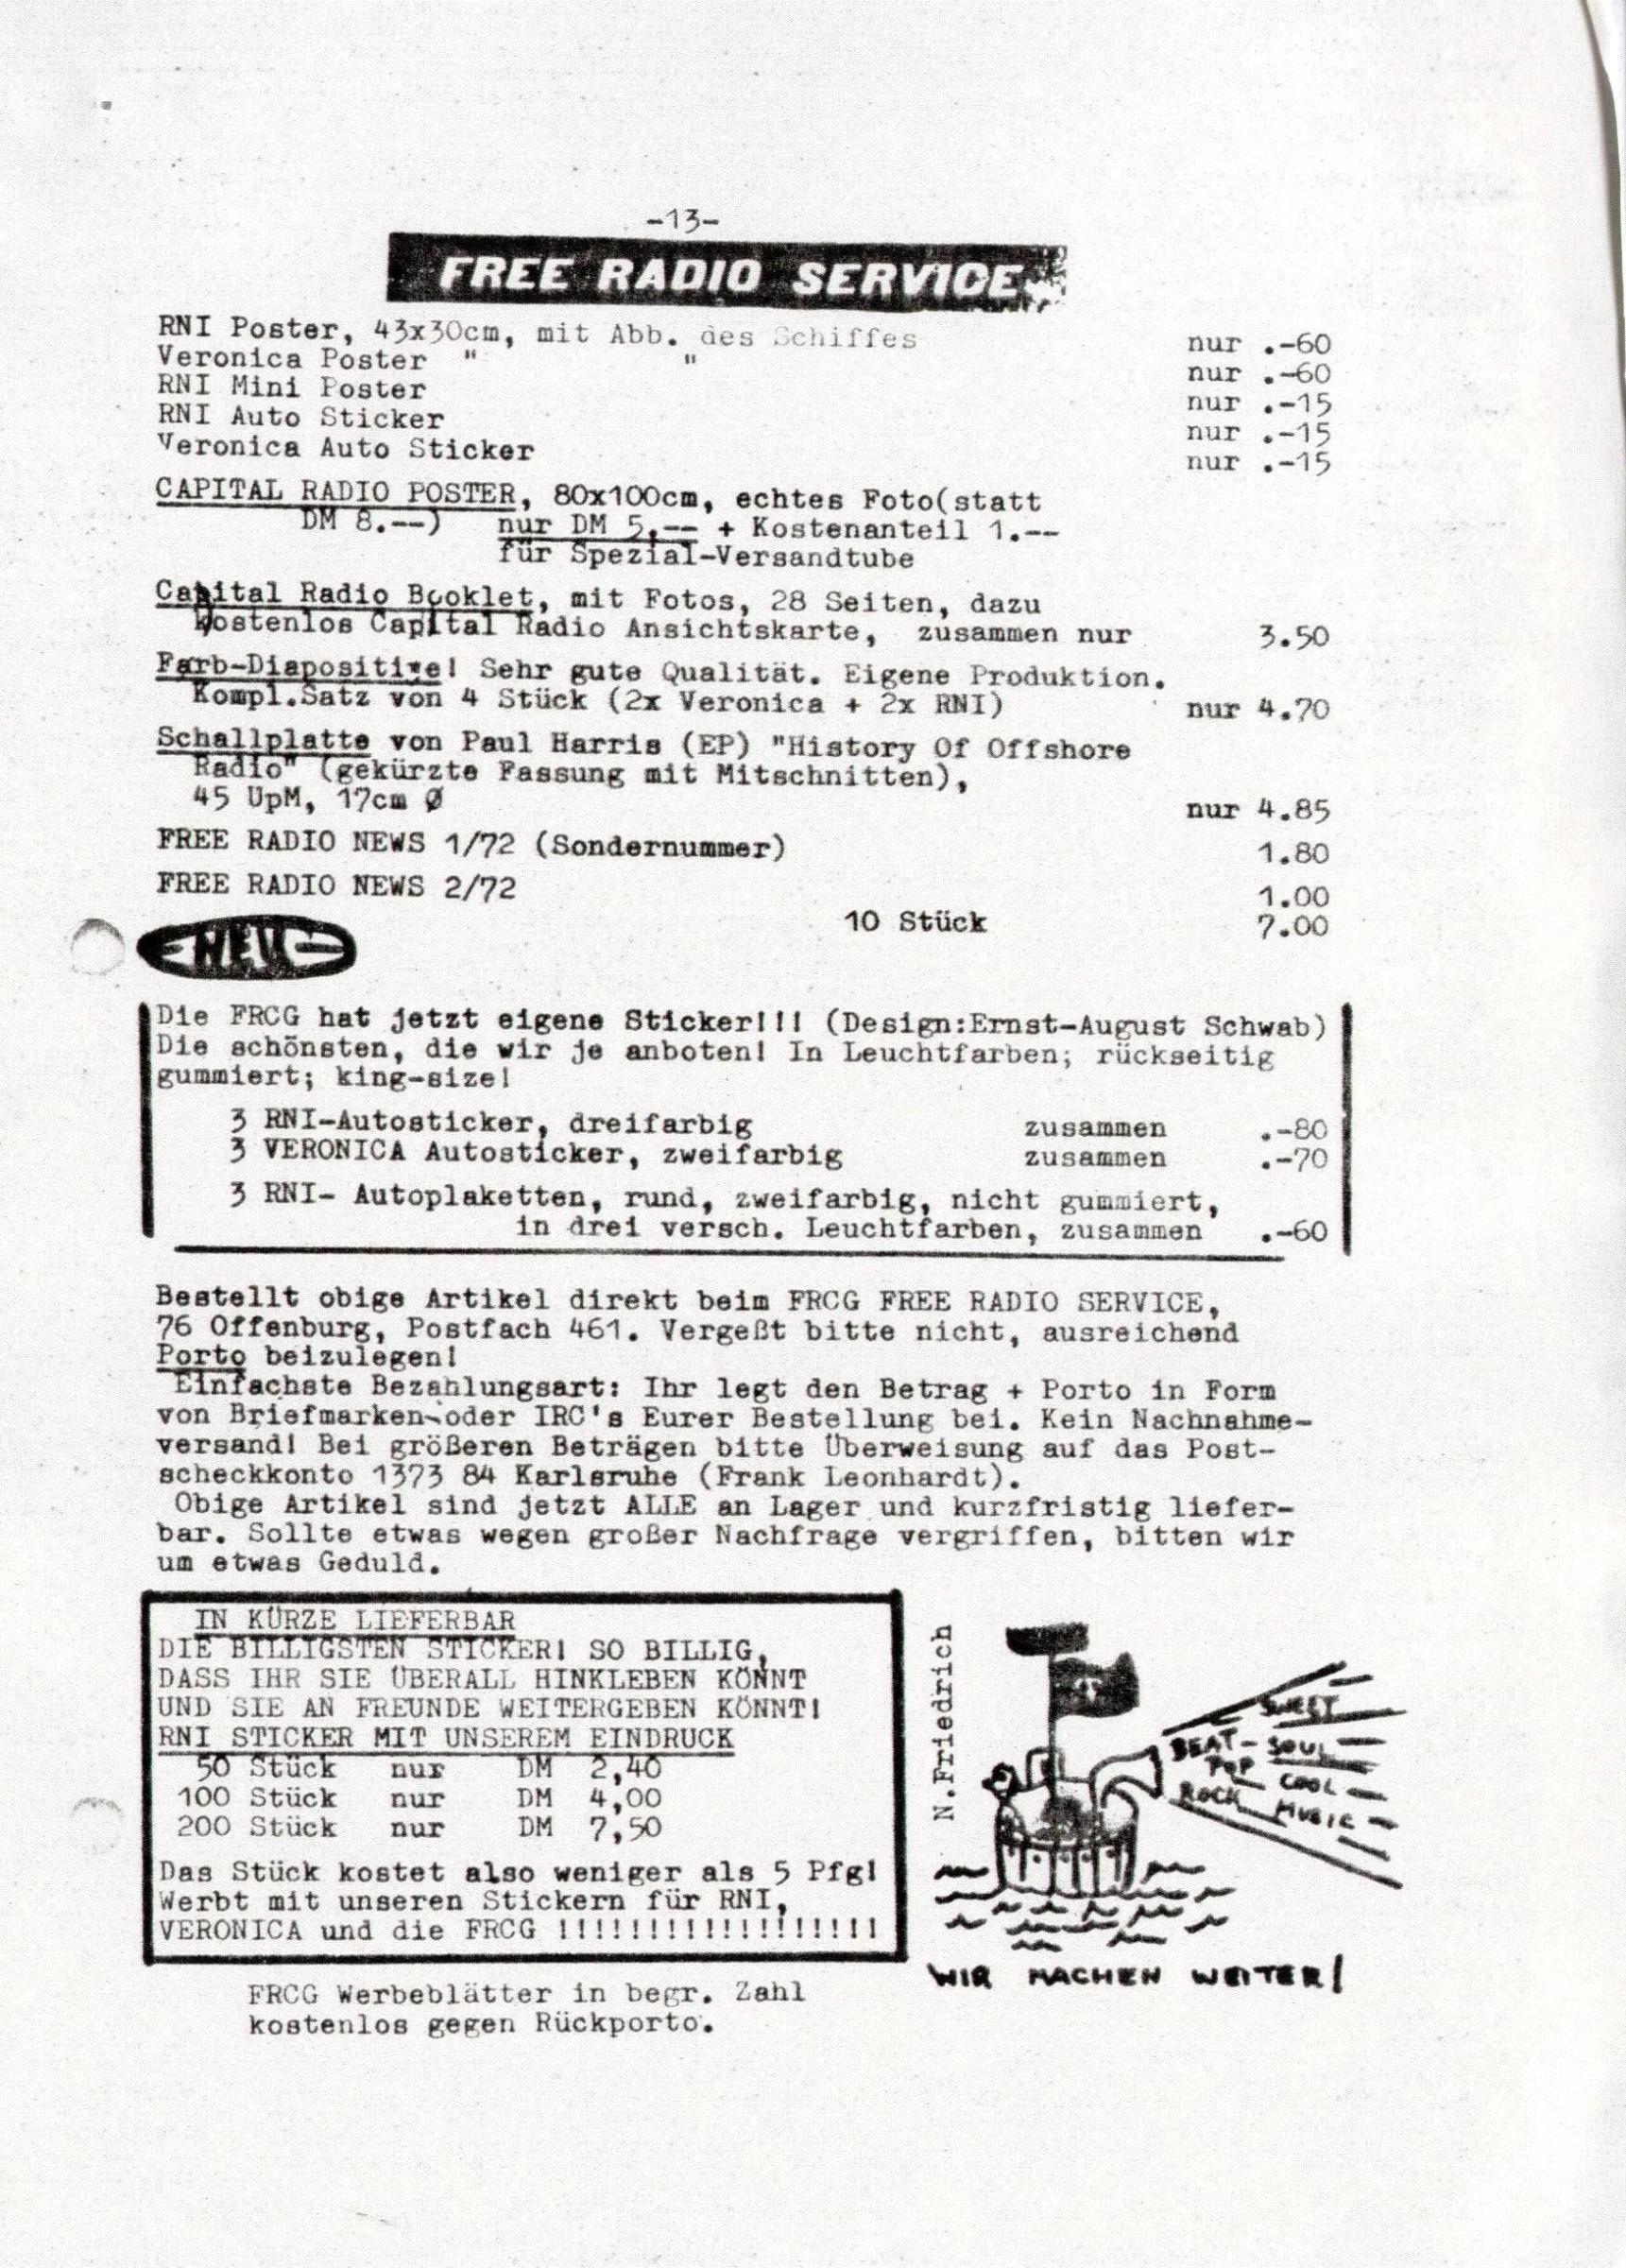 -13-
FREE RADIO SERVICE
RNI Poster, 43x30cm, mit Abb. des Schiffes nur .-60
Veronica Poster " " nur .-60
RNI Mini Poster nur .-15
RNI Auto Sticker nur .-15
Veronica Auto Sticker nur .-15
CAPITAL RADIO POSTER, 80x100cm, echtes Foto(statt
DM 8.--) nur DM 5,-- + Kostenanteil 1.--
für Spezial-Versandtube
Capital Radio Booklet, mit Fotos, 28 Seiten, dazu
kostenlos Capital Radio Ansichtskarte, zusammen nur 3.50
Farb-Diapositive! Sehr gute Qualität. Eigene Produktion.
Kompl.Satz von 4 Stück (2x Veronica + 2x RNI) nur 4.70
Schallplatte von Paul Harris (EP) "History Of Offshore
Radio" (gekürzte Fassung mit Mitschnitten),
45 UpM, 17cm Ø nur 4.85
FREE RADIO NEWS 1/72 (Sondernummer) 1.80
FREE RADIO NEWS 2/72 1.00
10 Stück 7.00
NEU
Die FRCG hat jetzt eigene Sticker!!! (Design:Ernst-August Schwab)
Die schönsten, die wir je anboten! In Leuchtfarben; rückseitig
gummiert; king-size!
3 RNI-Autosticker, dreifarbig zusammen .-80
3 VERONICA Autosticker, zweifarbig zusammen .-70
3 RNI- Autoplaketten, rund, zweifarbig, nicht gummiert,
in drei versch. Leuchtfarben, zusammen .-60
Bestellt obige Artikel direkt beim FRCG FREE RADIO SERVICE,
76 Offenburg, Postfach 461. Vergeßt bitte nicht, ausreichend
Porto beizulegen!
Einfachste Bezahlungsart: Ihr legt den Betrag + Porto in Form
von Briefmarken oder IRC's Eurer Bestellung bei. Kein Nachnahme-
versand! Bei größeren Beträgen bitte Überweisung auf das Post-
scheckkonto 1373 84 Karlsruhe (Frank Leonhardt).
Obige Artikel sind jetzt ALLE an Lager und kurzfristig liefer-
bar. Sollte etwas wegen großer Nachfrage vergriffen, bitten wir
um etwas Geduld.
IN KÜRZE LIEFERBAR
DIE BILLIGSTEN STICKER! SO BILLIG,
DASS IHR SIE ÜBERALL HINKLEBEN KÖNNT
UND SIE AN FREUNDE WEITERGEBEN KÖNNT!
RNI STICKER MIT UNSEREM EINDRUCK
50 Stück nur DM 2,40
100 Stück nur DM 4,00
200 Stück nur DM 7,50
Das Stück kostet also weniger als 5 Pfg!
Werbt mit unseren Stickern für RNI,
VERONICA und die FRCG !!!!!!!!!!!!!!!!!!
N.Friedrich
SWEET
BEAT - SOUL
POP COOL
ROCK MUSIC
WIR MACHEN WEITER!
FRCG Werbeblätter in begr. Zahl
kostenlos gegen Rückporto.